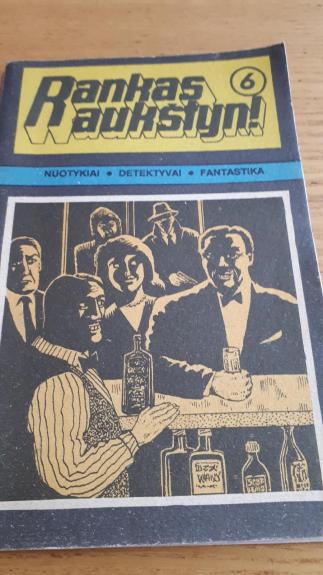 Rankas
aukštyn!
6
NUOTYKIAI • DETEKTYVAI • FANTASTIKA